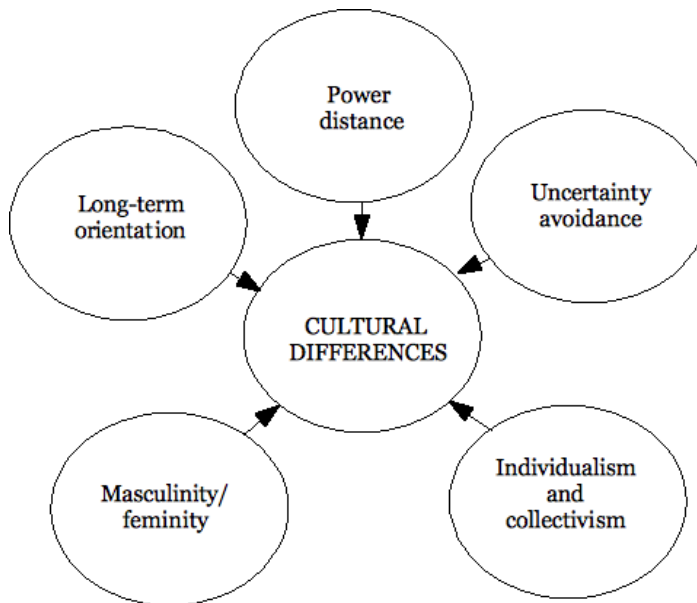 Power
distance
Uncertainty
avoidance
Long-term
orientation
CULTURAL
DIFFERENCES
Masculinity/
feminity
Individualism
and
collectivism